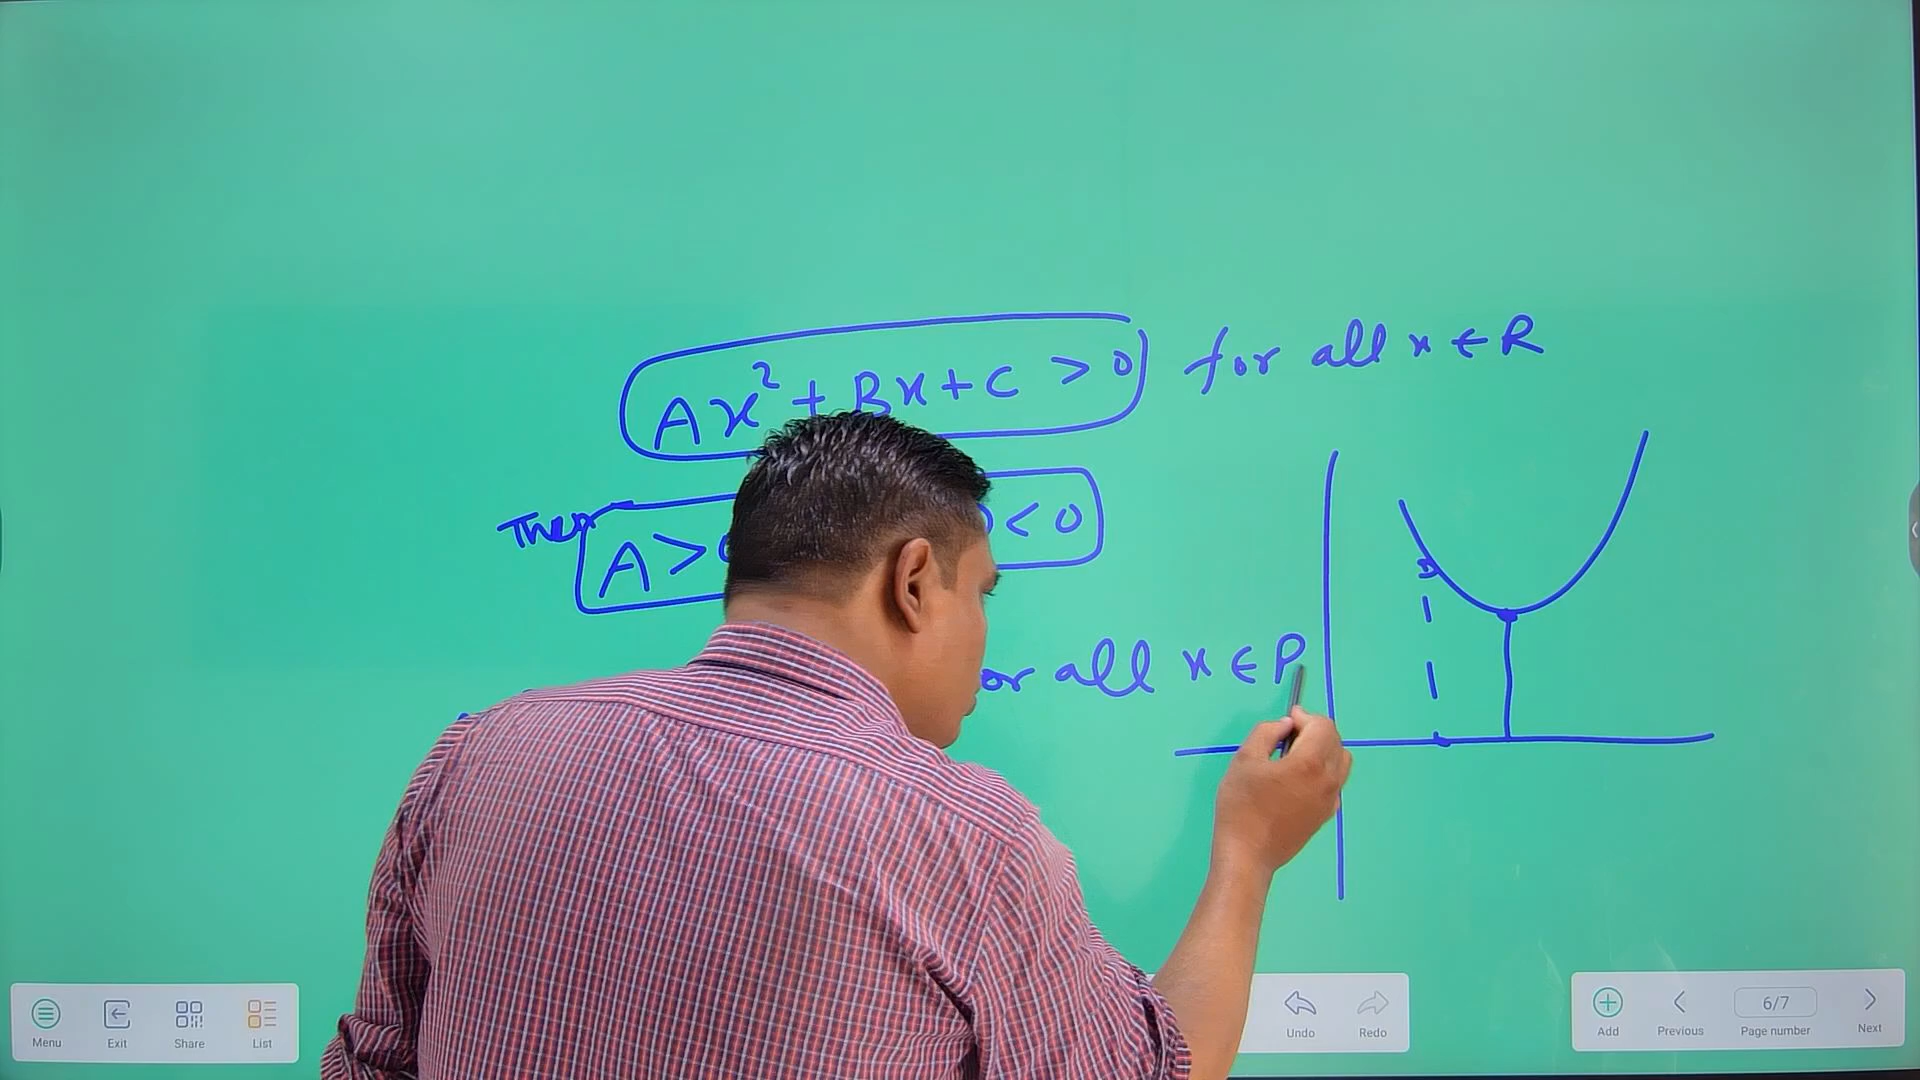 Ax² + Bx + C > 0 for all x ∈ R
Then A > 0 < 0
or all x ∈ P
Menu Exit Share List Undo Redo Add Previous 6/7 Page number Next